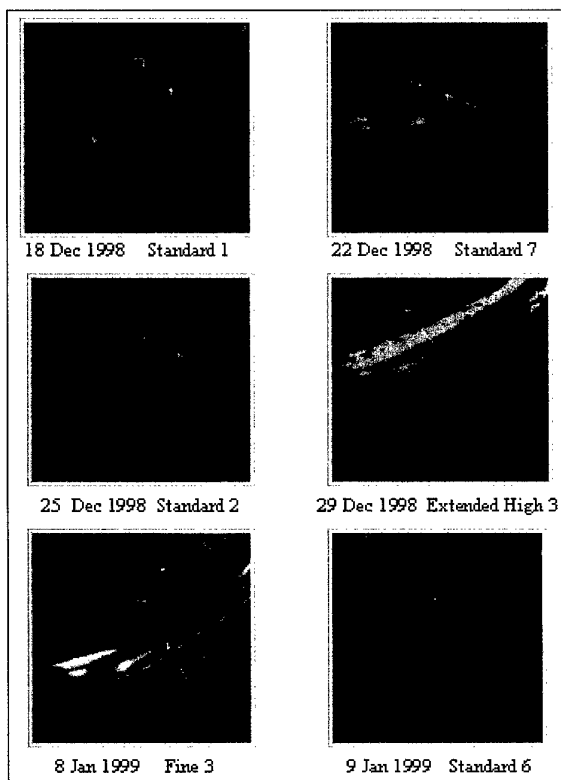 18 Dec 1998 Standard 1
22 Dec 1998 Standard 7
25 Dec 1998 Standard 2
29 Dec 1998 Extended High 3
8 Jan 1999 Fine 3
9 Jan 1999 Standard 6